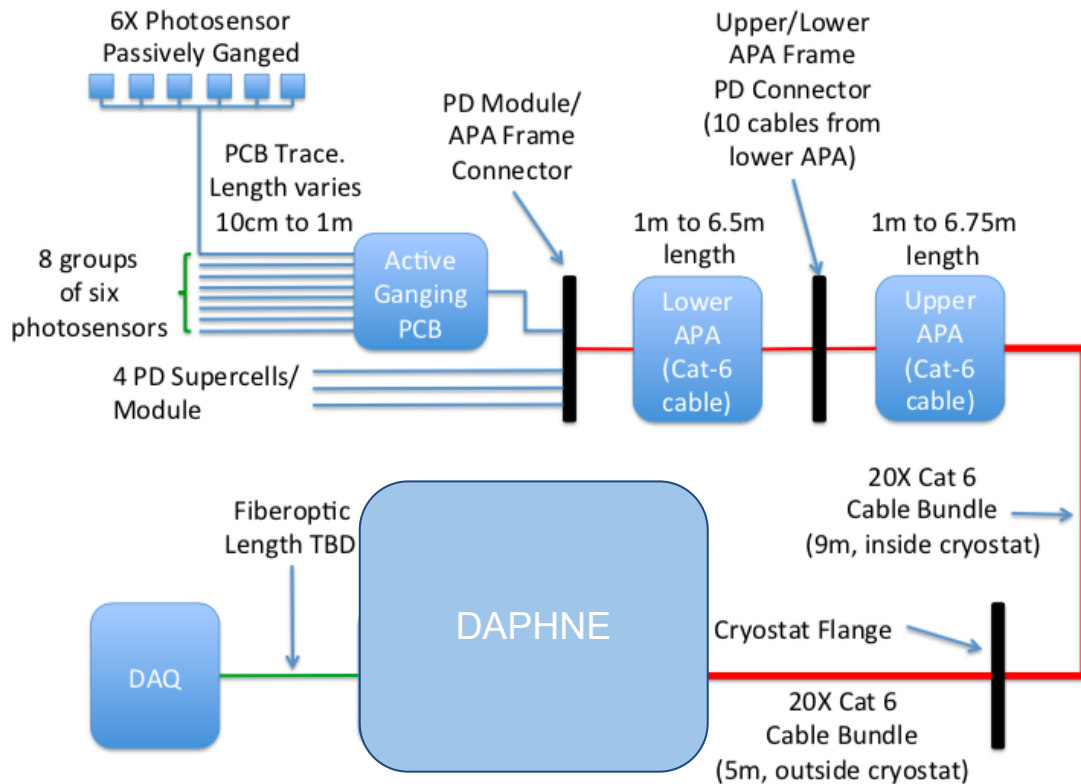 6X Photosensor
Passively Ganged
PCB Trace.
Length varies
10cm to 1m
8 groups
of six
photosensors
Active
Ganging
PCB
4 PD Supercells/
Module
PD Module/
APA Frame
Connector
Upper/Lower
APA Frame
PD Connector
(10 cables from
lower APA)
1m to 6.5m
length
Lower
APA
(Cat-6
cable)
1m to 6.75m
length
Upper
APA
(Cat-6
cable)
20X Cat 6
Cable Bundle
(9m, inside cryostat)
Cryostat Flange
20X Cat 6
Cable Bundle
(5m, outside cryostat)
DAPHNE
Fiberoptic
Length TBD
DAQ